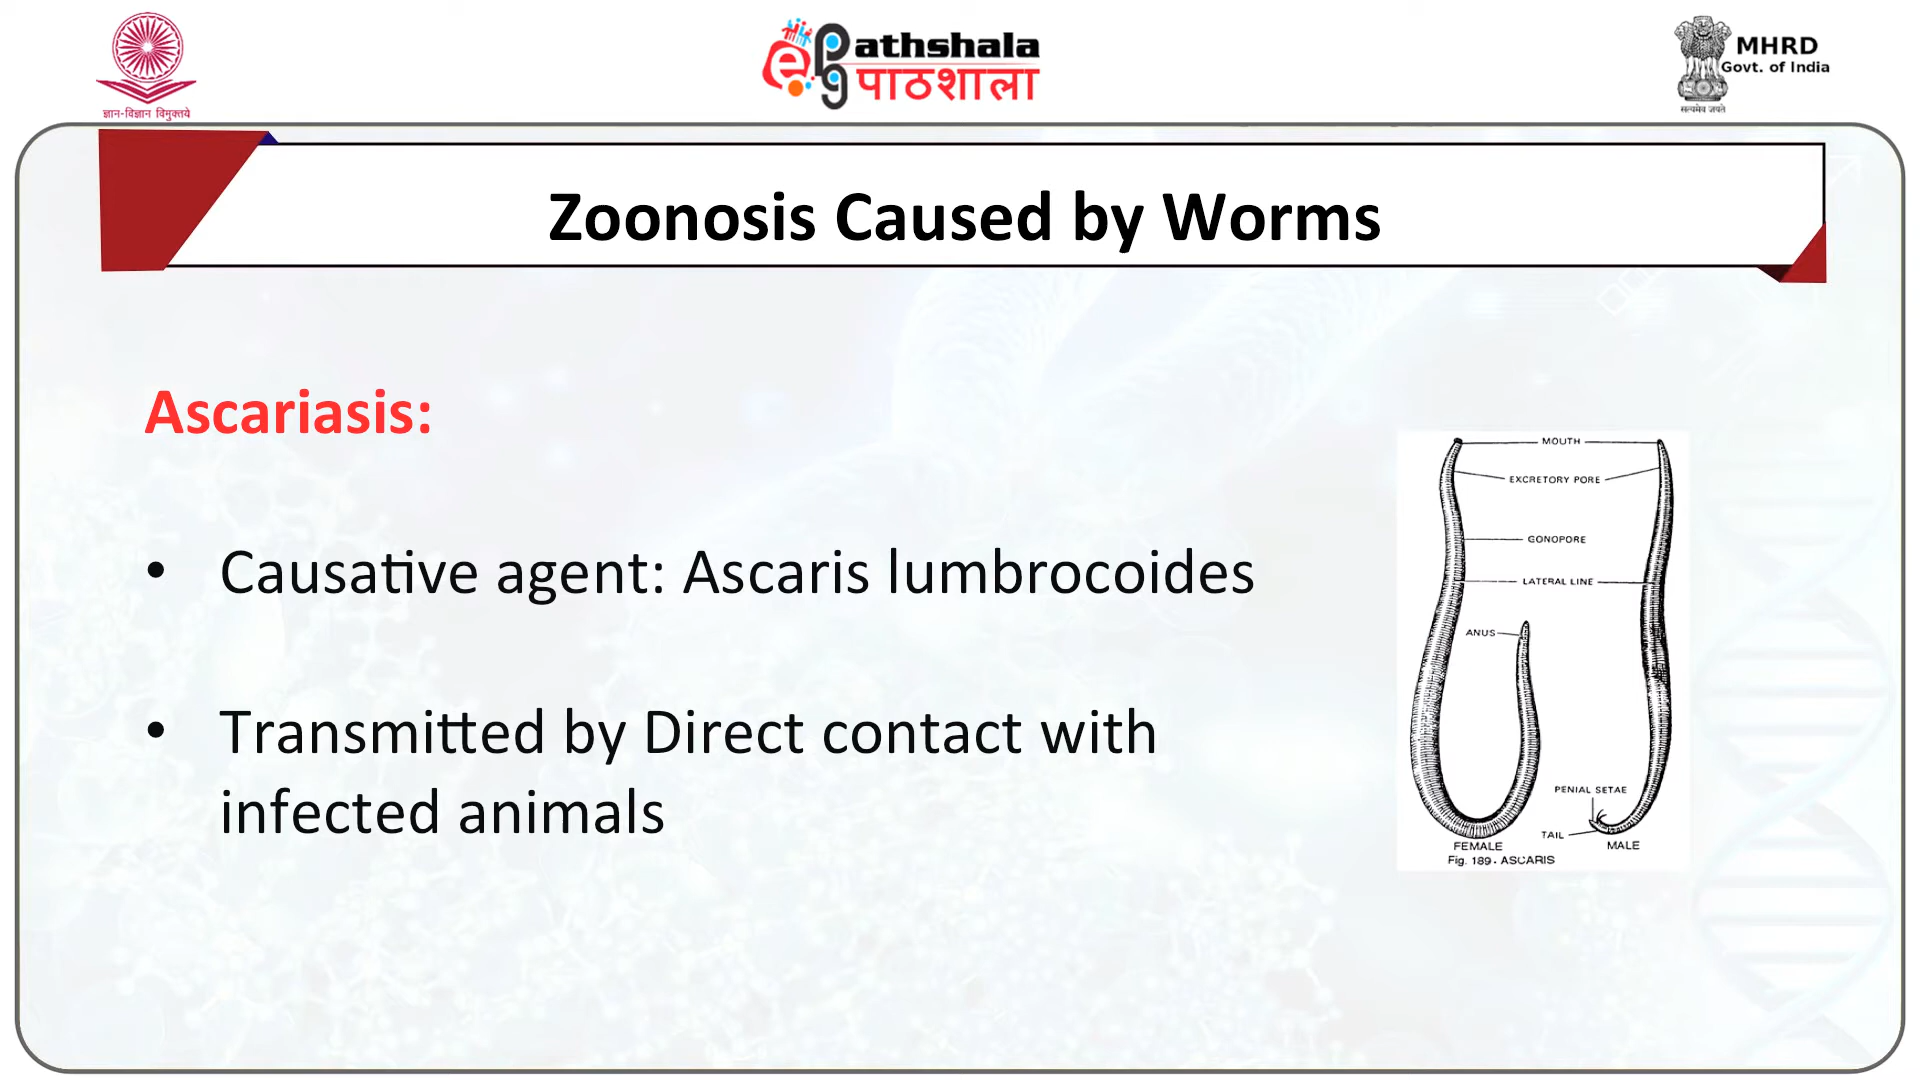 ज्ञान-विज्ञान विमुक्तये
e
pg
Pathshala
पाठशाला
MHRD
Govt. of India
सत्यमेव जयते
Zoonosis Caused by Worms
Ascariasis:
• Causative agent: Ascaris lumbrocoides
• Transmitted by Direct contact with
infected animals
MOUTH
EXCRETORY PORE
GONOPORE
LATERAL LINE
ANUS
PENIAL SETAE
TAIL
FEMALE
MALE
Fig. 189. ASCARIS